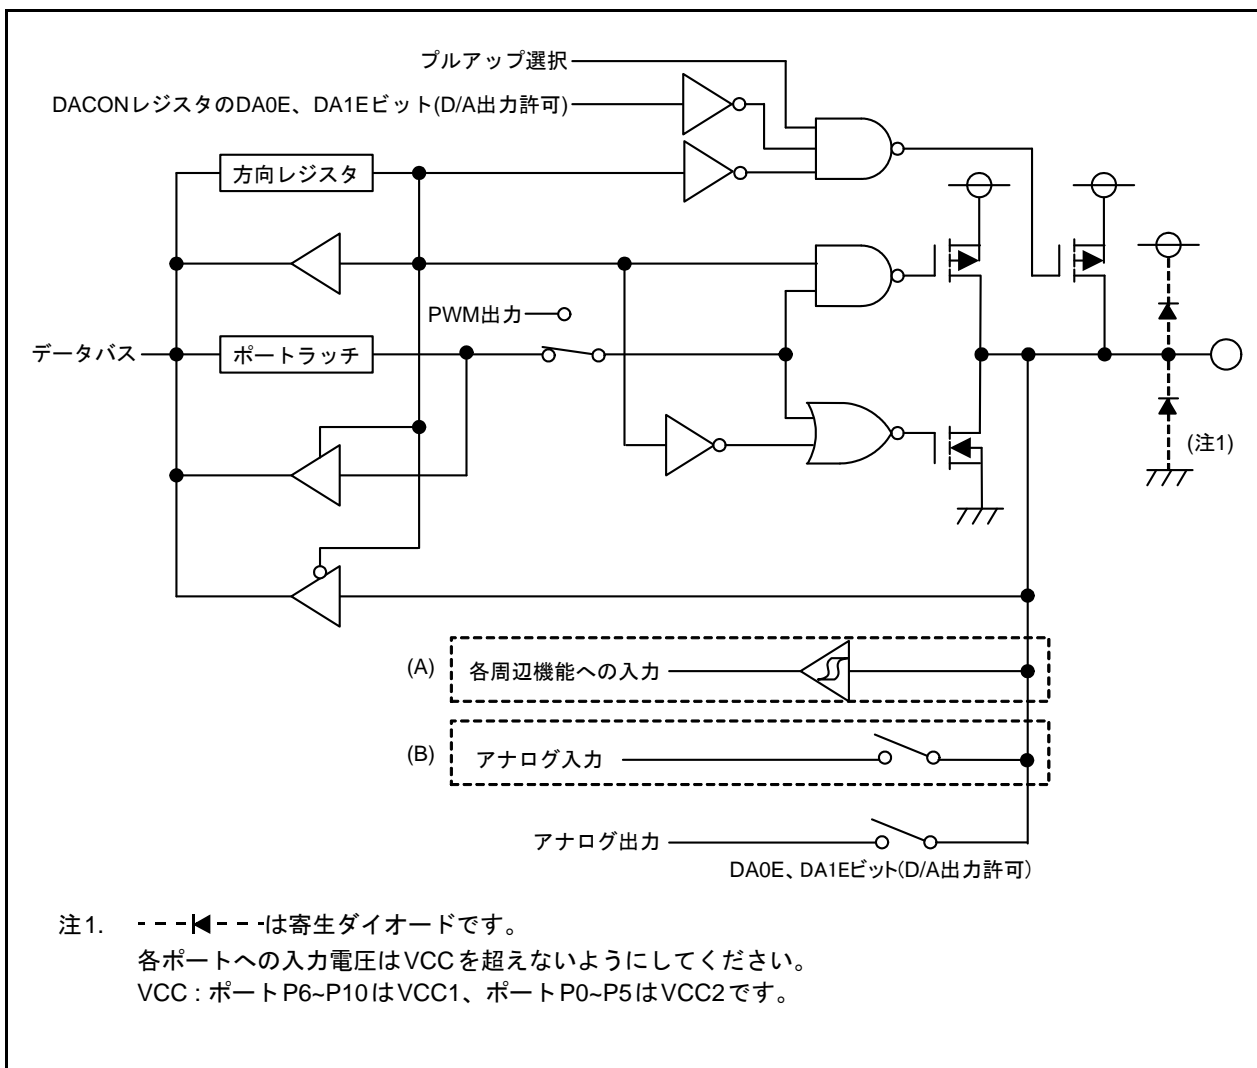 プルアップ選択
DACONレジスタのDA0E、DA1Eビット(D/A出力許可)
方向レジスタ
PWM出力
データバス
ポートラッチ
(注1)
(A)
各周辺機能への入力
(B)
アナログ入力
アナログ出力
DA0E、DA1Eビット(D/A出力許可)
注1. は寄生ダイオードです。
各ポートへの入力電圧はVCCを超えないようにしてください。
VCC : ポートP6~P10はVCC1、ポートP0~P5はVCC2です。